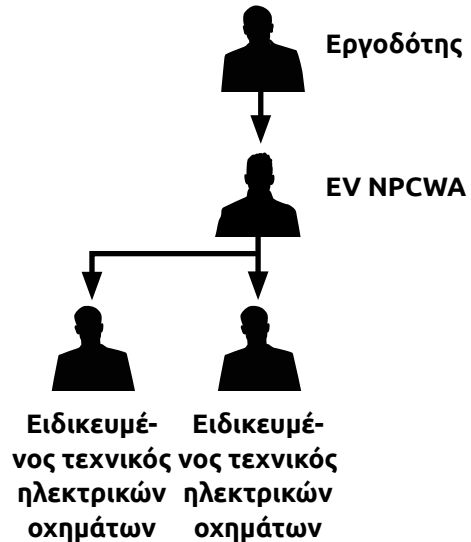 Εργοδότης
EV NPCWA
Ειδικευμέ-
νος τεχνικός
ηλεκτρικών
οχημάτων
Ειδικευμέ-
νος τεχνικός
ηλεκτρικών
οχημάτων